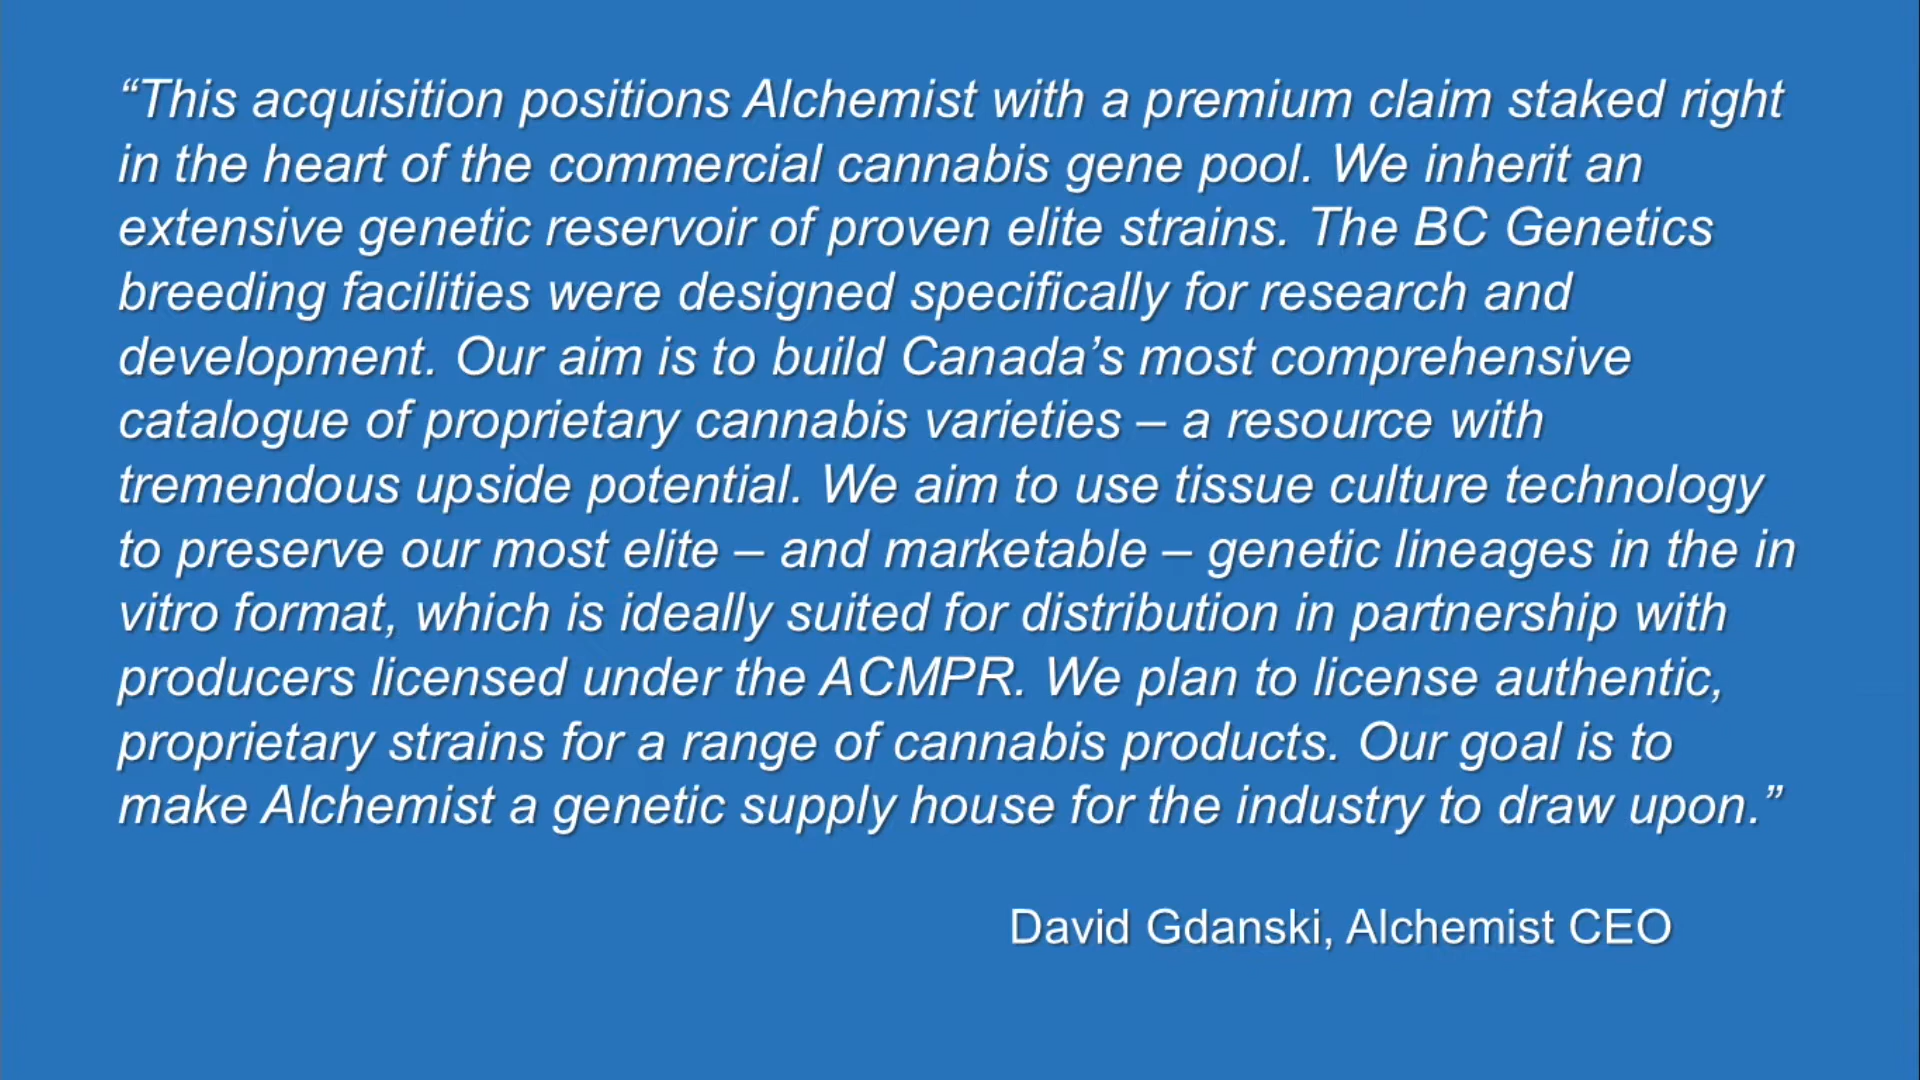 “This acquisition positions Alchemist with a premium claim staked right
in the heart of the commercial cannabis gene pool. We inherit an
extensive genetic reservoir of proven elite strains. The BC Genetics
breeding facilities were designed specifically for research and
development. Our aim is to build Canada’s most comprehensive
catalogue of proprietary cannabis varieties – a resource with
tremendous upside potential. We aim to use tissue culture technology
to preserve our most elite – and marketable – genetic lineages in the in
vitro format, which is ideally suited for distribution in partnership with
producers licensed under the ACMPR. We plan to license authentic,
proprietary strains for a range of cannabis products. Our goal is to
make Alchemist a genetic supply house for the industry to draw upon.”
David Gdanski, Alchemist CEO